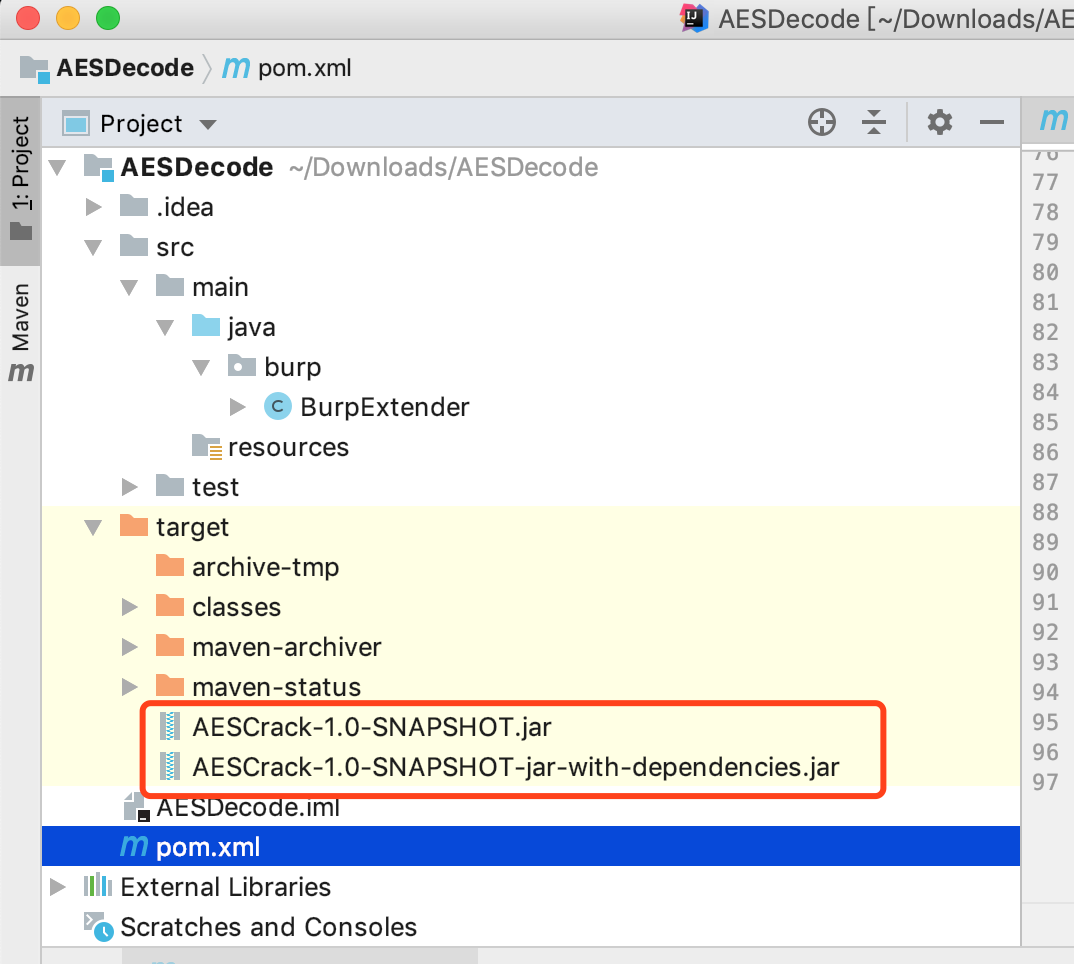 AESDecode [~/Downloads/AE
AESDecode
pom.xml
Project
1: Project
Maven
AESDecode ~/Downloads/AESDecode
.idea
src
main
java
burp
BurpExtender
resources
test
target
archive-tmp
classes
maven-archiver
maven-status
AESCrack-1.0-SNAPSHOT.jar
AESCrack-1.0-SNAPSHOT-jar-with-dependencies.jar
AESDecode.iml
pom.xml
External Libraries
Scratches and Consoles
76
77
78
79
80
81
82
83
84
85
86
87
88
89
90
91
92
93
94
95
96
97